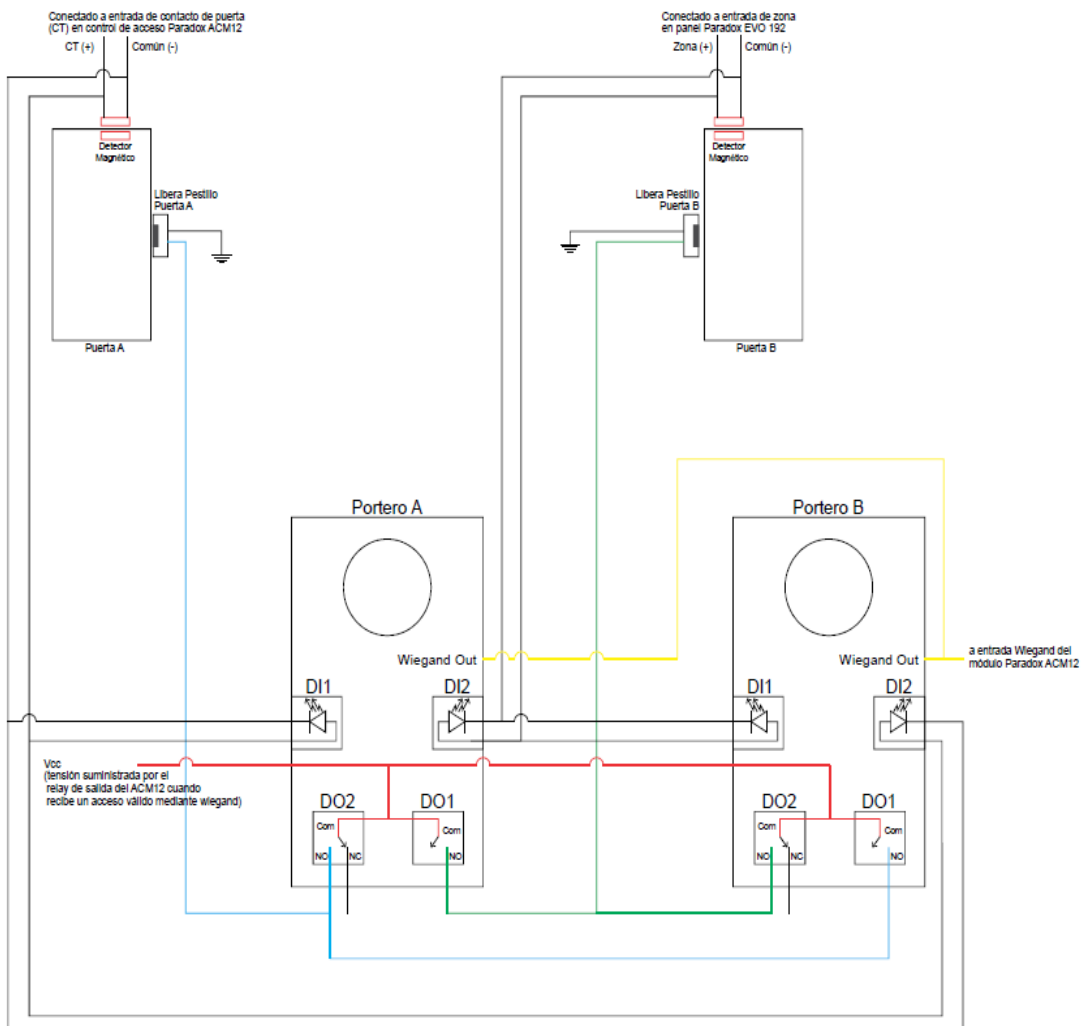 Conectado a entrada de contacto de puerta
(CT) en control de acceso Paradox ACM12
CT (+)
Común (-)
Conectado a entrada de zona
en panel Paradox EVO 192
Zona (+)
Común (-)
Detector
Magnético
Libera Pestillo
Puerta A
Puerta A
Detector
Magnético
Libera Pestillo
Puerta B
Puerta B
Portero A
Wiegand Out
DI1
DI2
Portero B
Wiegand Out
a entrada Wiegand del
módulo Paradox ACM12
DI1
DI2
Vcc
(tensión suministrada por el
relay de salida del ACM12 cuando
recibe un acceso válido mediante wiegand)
DO2
Com
NO
NC
DO1
Com
NO
DO2
Com
NO
NC
DO1
Com
NO